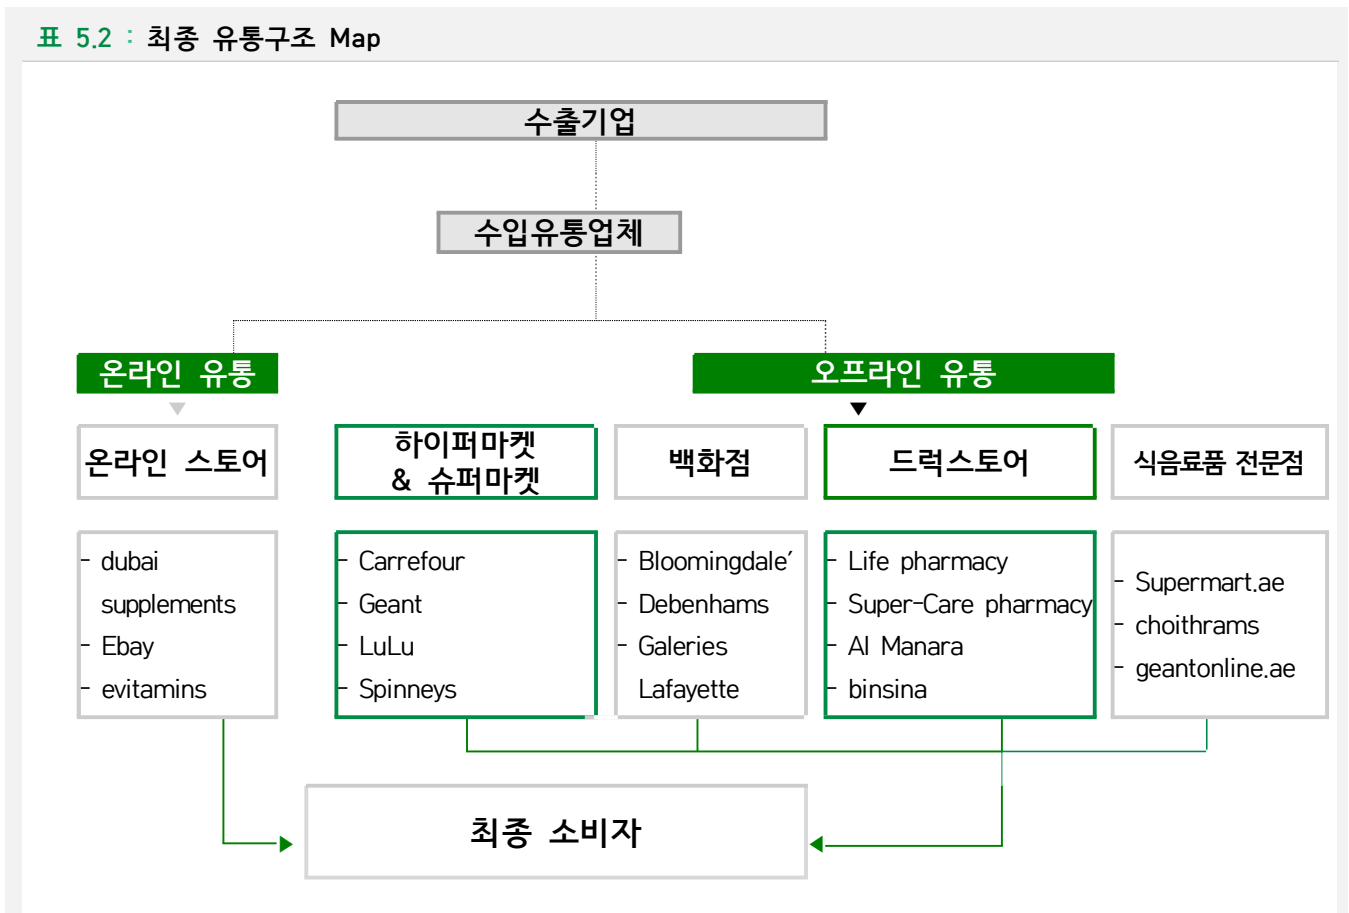 표 5.2 : 최종 유통구조 Map
수출기업
수입유통업체
온라인 유통
오프라인 유통
온라인 스토어
하이퍼마켓
& 슈퍼마켓
백화점
드럭스토어
식음료품 전문점
- dubai
supplements
- Ebay
- evitamins
- Carrefour
- Geant
- LuLu
- Spinneys
- Bloomingdale’
- Debenhams
- Galeries
Lafayette
- Life pharmacy
- Super-Care pharmacy
- Al Manara
- binsina
- Supermart.ae
- choithrams
- geantonline.ae
최종 소비자